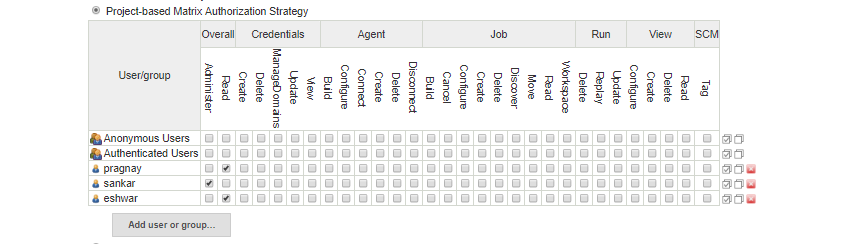 Project-based Matrix Authorization Strategy
User/group Overall Credentials Agent Job Run View SCM
Administer Read Create Delete ManageDomains Update View Build Configure Connect Create Delete Disconnect Build Cancel Configure Create Delete Discover Move Read Workspace Delete Replay Update Configure Create Delete Read Tag
Anonymous Users
Authenticated Users
pragnay
sankar
eshwar
Add user or group...